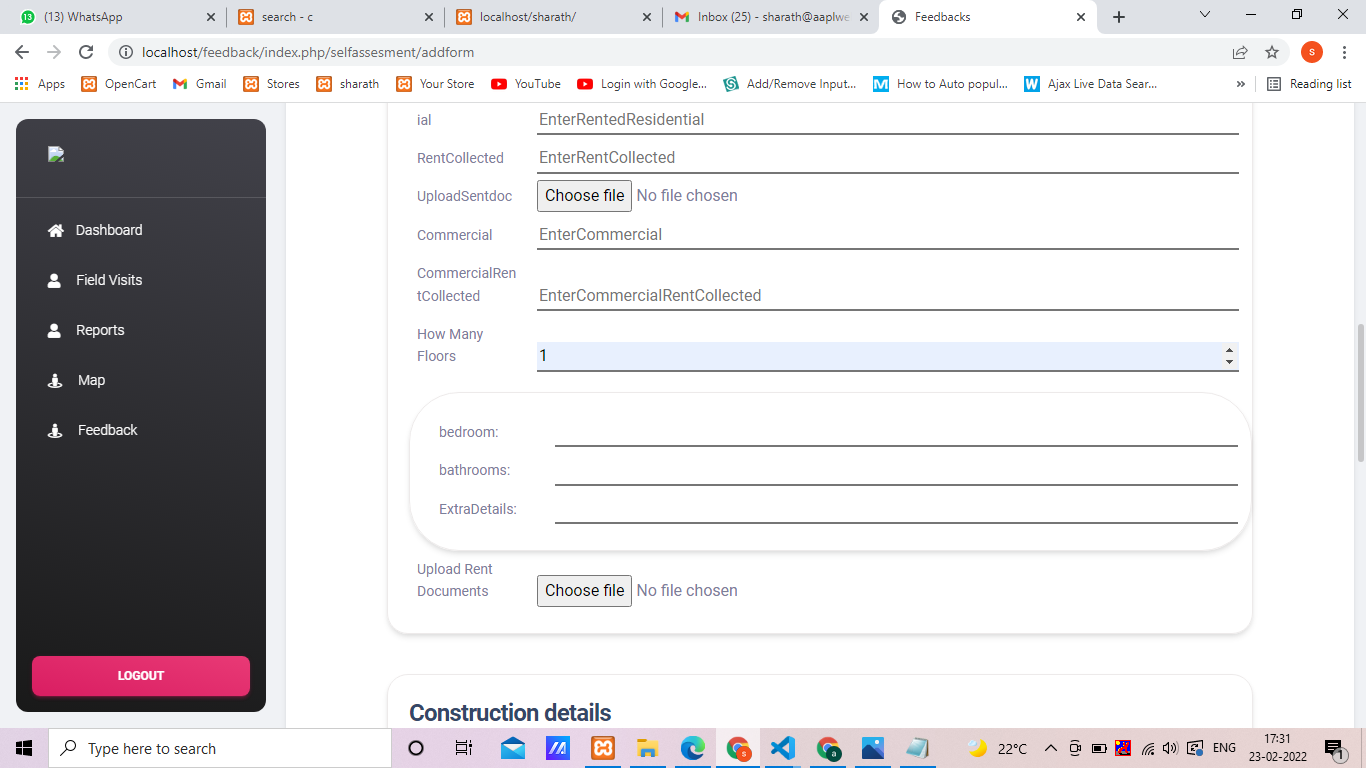 (13) WhatsApp
search - c
localhost/sharath/
Inbox (25) - sharath@aaplwe
Feedbacks
localhost/feedback/index.php/selfassesment/addform
s
Apps
OpenCart
Gmail
Stores
sharath
Your Store
YouTube
Login with Google...
Add/Remove Input...
How to Auto popul...
Ajax Live Data Sear...
»
Reading list
Dashboard
Field Visits
Reports
Map
Feedback
LOGOUT
ial
EnterRentedResidential
RentCollected
EnterRentCollected
UploadSentdoc
Choose file No file chosen
Commercial
EnterCommercial
CommercialRen
tCollected
EnterCommercialRentCollected
How Many
Floors
1
bedroom:
bathrooms:
ExtraDetails:
Upload Rent
Documents
Choose file No file chosen
Construction details
Type here to search
22°C
ENG
17:31
23-02-2022
1